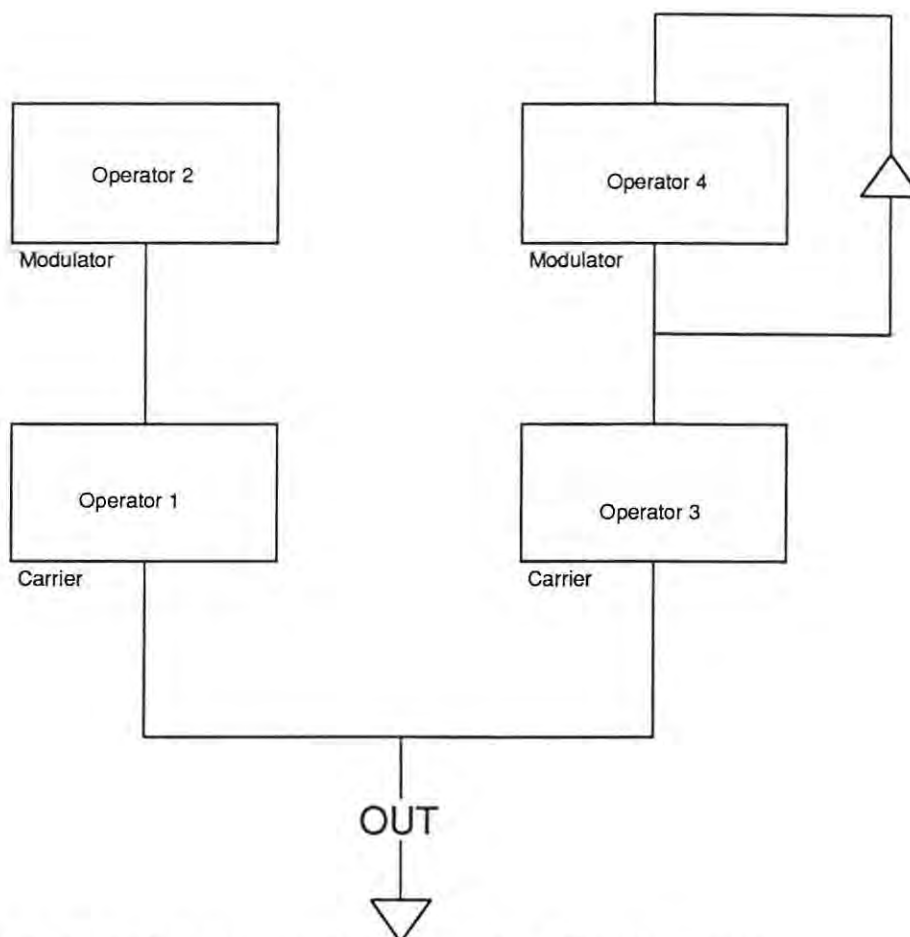 Operator 2
Operator 4
Modulator
Modulator
Operator 1
Operator 3
Carrier
Carrier
OUT